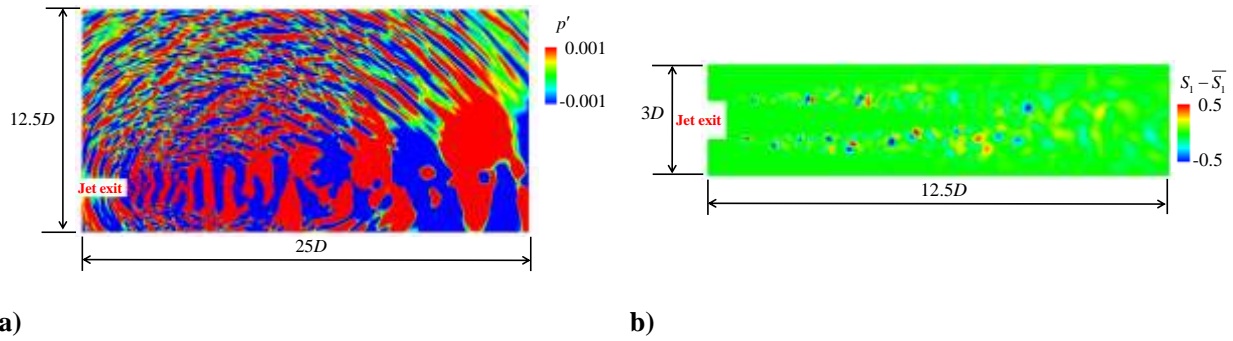 p′
0.001
-0.001
12.5D
Jet exit
25D
a)
S₁ − S̅₁
0.5
-0.5
3D
Jet exit
12.5D
b)